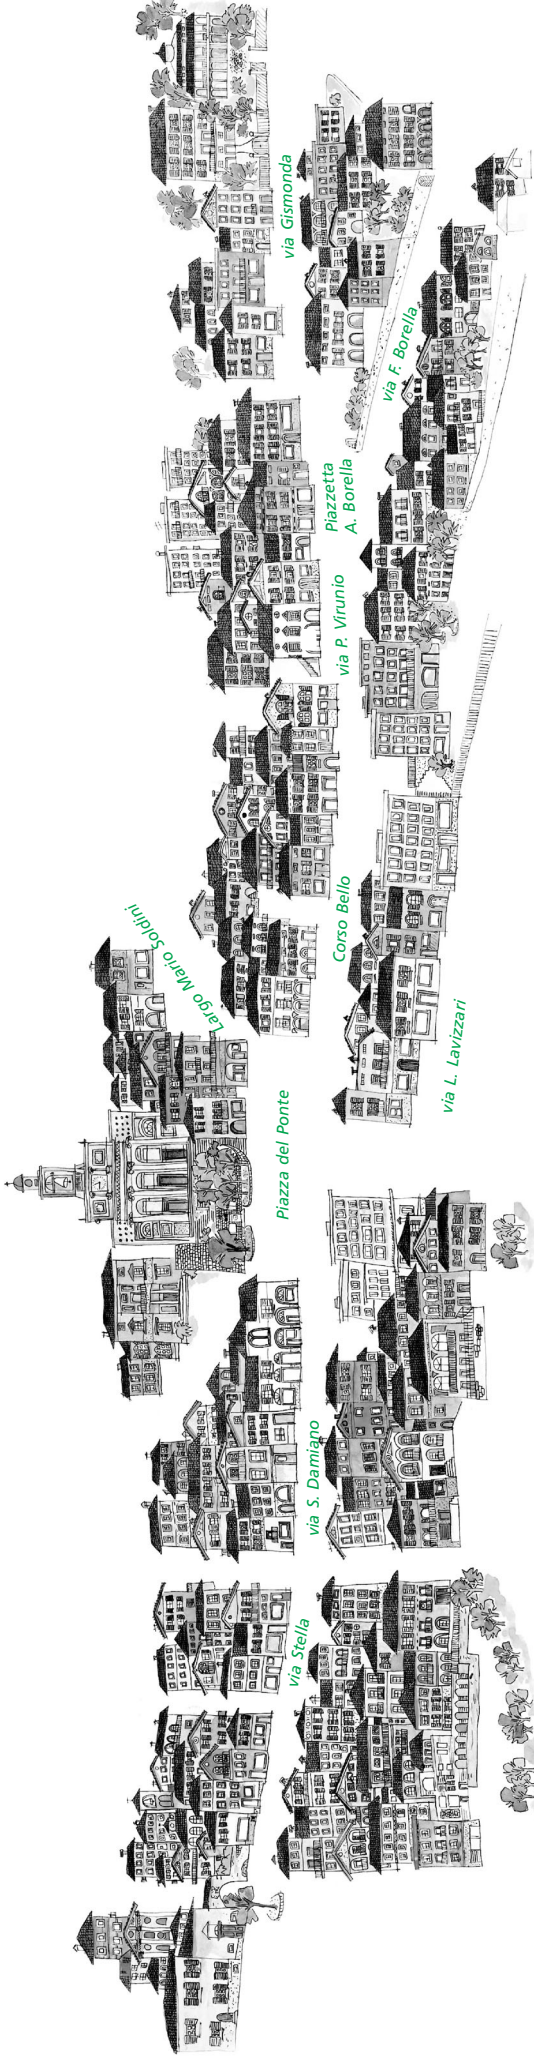 via Gismonda
via F. Borella
Piazzetta
A. Borella
via P. Virunio
Corso Bello
Largo Mario Soldini
via L. Lavizzari
Piazza del Ponte
via S. Damiano
via Stella